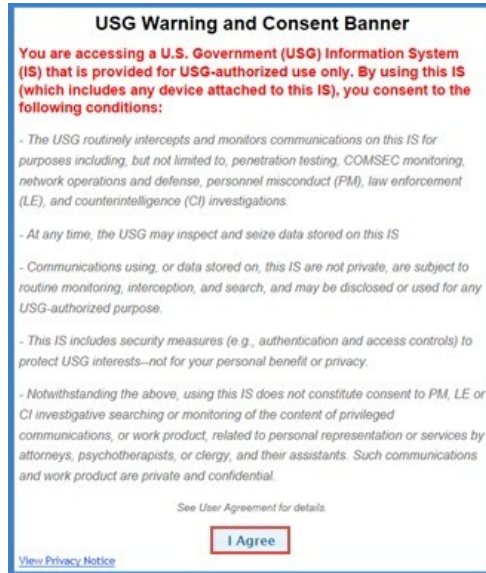 USG Warning and Consent Banner
You are accessing a U.S. Government (USG) Information System
(IS) that is provided for USG-authorized use only. By using this IS
(which includes any device attached to this IS), you consent to the
following conditions:
- The USG routinely intercepts and monitors communications on this IS for
purposes including, but not limited to, penetration testing, COMSEC monitoring,
network operations and defense, personnel misconduct (PM), law enforcement
(LE), and counterintelligence (CI) investigations.
- At any time, the USG may inspect and seize data stored on this IS
- Communications using, or data stored on, this IS are not private, are subject to
routine monitoring, interception, and search, and may be disclosed or used for any
USG-authorized purpose.
- This IS includes security measures (e.g., authentication and access controls) to
protect USG interests--not for your personal benefit or privacy.
- Notwithstanding the above, using this IS does not constitute consent to PM, LE or
CI investigative searching or monitoring of the content of privileged
communications, or work product, related to personal representation or services by
attorneys, psychotherapists, or clergy, and their assistants. Such communications
and work product are private and confidential.
See User Agreement for details.
I Agree
View Privacy Notice